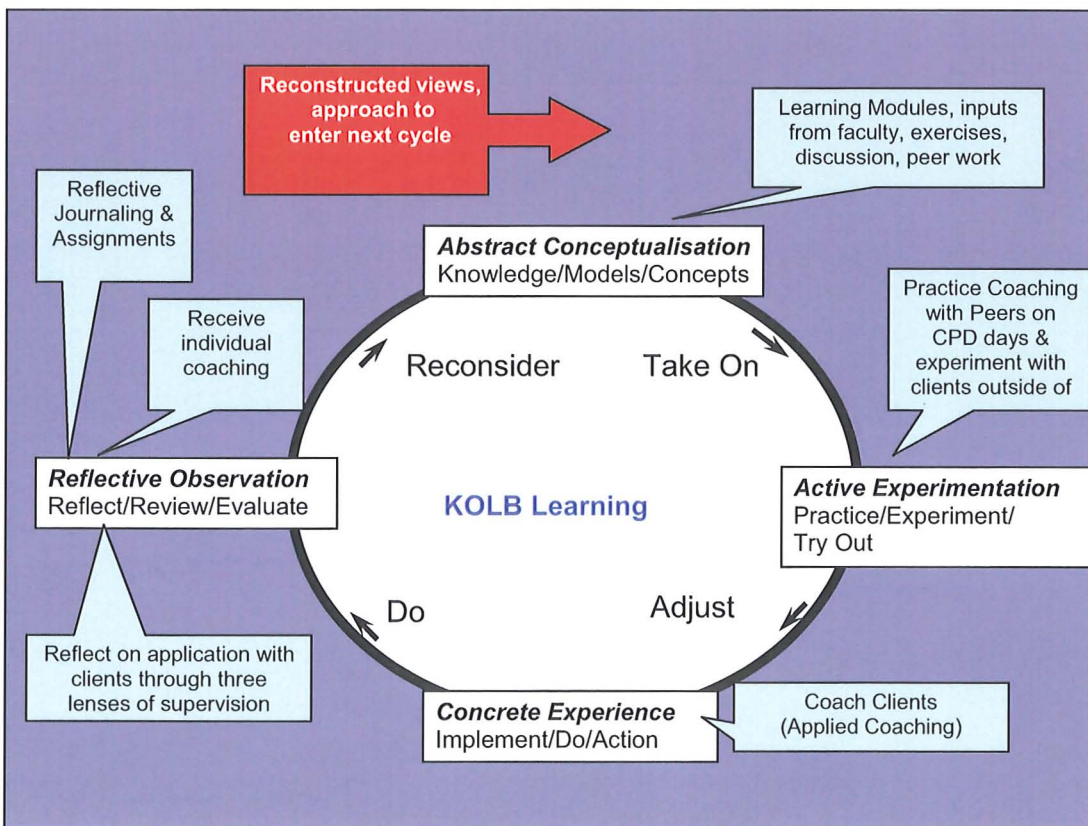 Reconstructed views,
approach to
enter next cycle
Learning Modules, inputs
from faculty, exercises,
discussion, peer work
Reflective
Journaling &
Assignments
Abstract Conceptualisation
Knowledge/Models/Concepts
Receive
individual
coaching
Practice Coaching
with Peers on
CPD days &
experiment with
clients outside of
Reconsider
Take On
Reflective Observation
Reflect/Review/Evaluate
KOLB Learning
Active Experimentation
Practice/Experiment/
Try Out
Do
Adjust
Reflect on application with
clients through three
lenses of supervision
Concrete Experience
Implement/Do/Action
Coach Clients
(Applied Coaching)